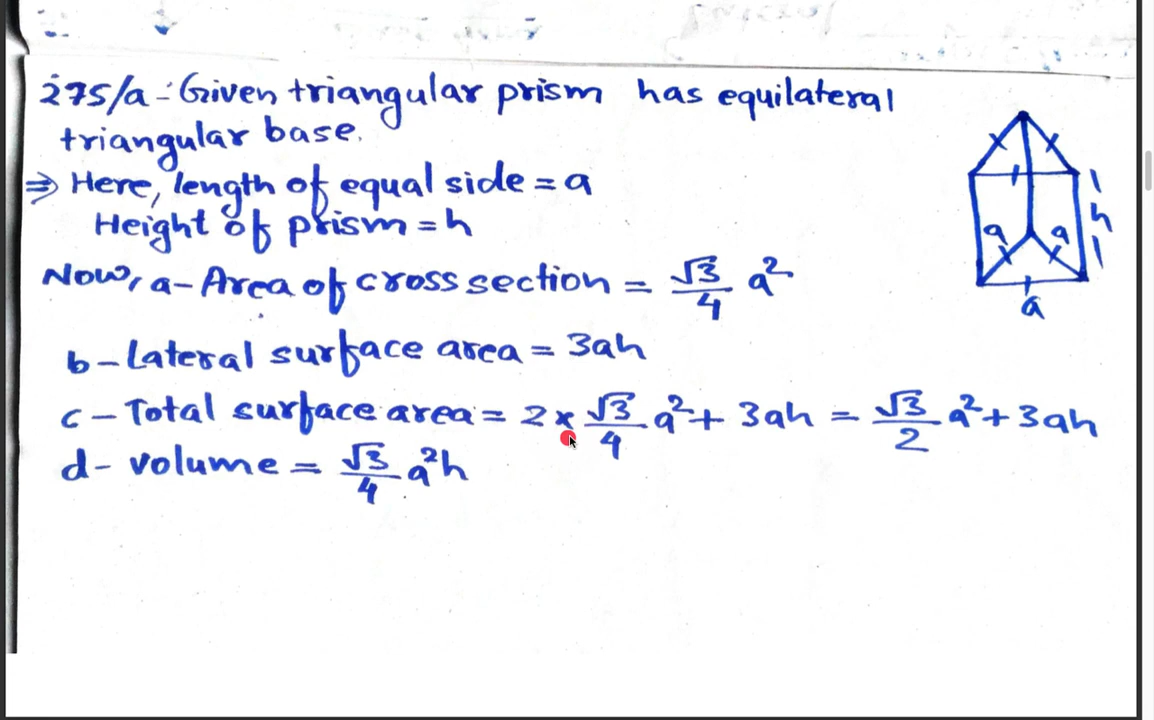 275/a -: Given triangular prism has equilateral
triangular base.
⇒ Here, length of equal side = a
Height of prism = h
Now, a- Area of cross section = √3/4 a²
b- Lateral surface area = 3ah
c- Total surface area = 2 × √3/4 a² + 3ah = √3/2 a² + 3ah
d- volume = √3/4 a²h
h
a a
a